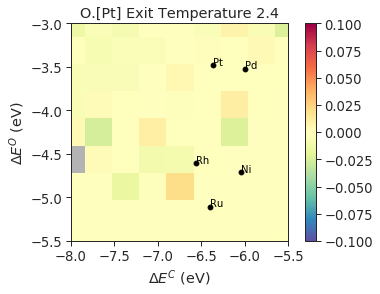 O.[Pt] Exit Temperature 2.4
−3.0
−3.5
−4.0
−4.5
−5.0
−5.5
ΔE^O (eV)
Pt
Pd
Rh
Ni
Ru
−8.0 −7.5 −7.0 −6.5 −6.0 −5.5
ΔE^C (eV)
0.100
0.075
0.050
0.025
0.000
−0.025
−0.050
−0.075
−0.100